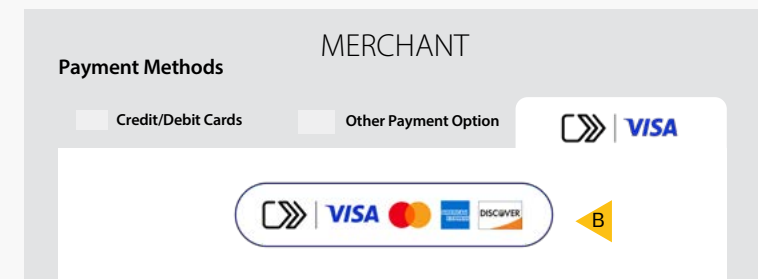 MERCHANT
Payment Methods
Credit/Debit Cards Other Payment Option VISA
VISA AMERICAN EXPRESS DISCOVER B